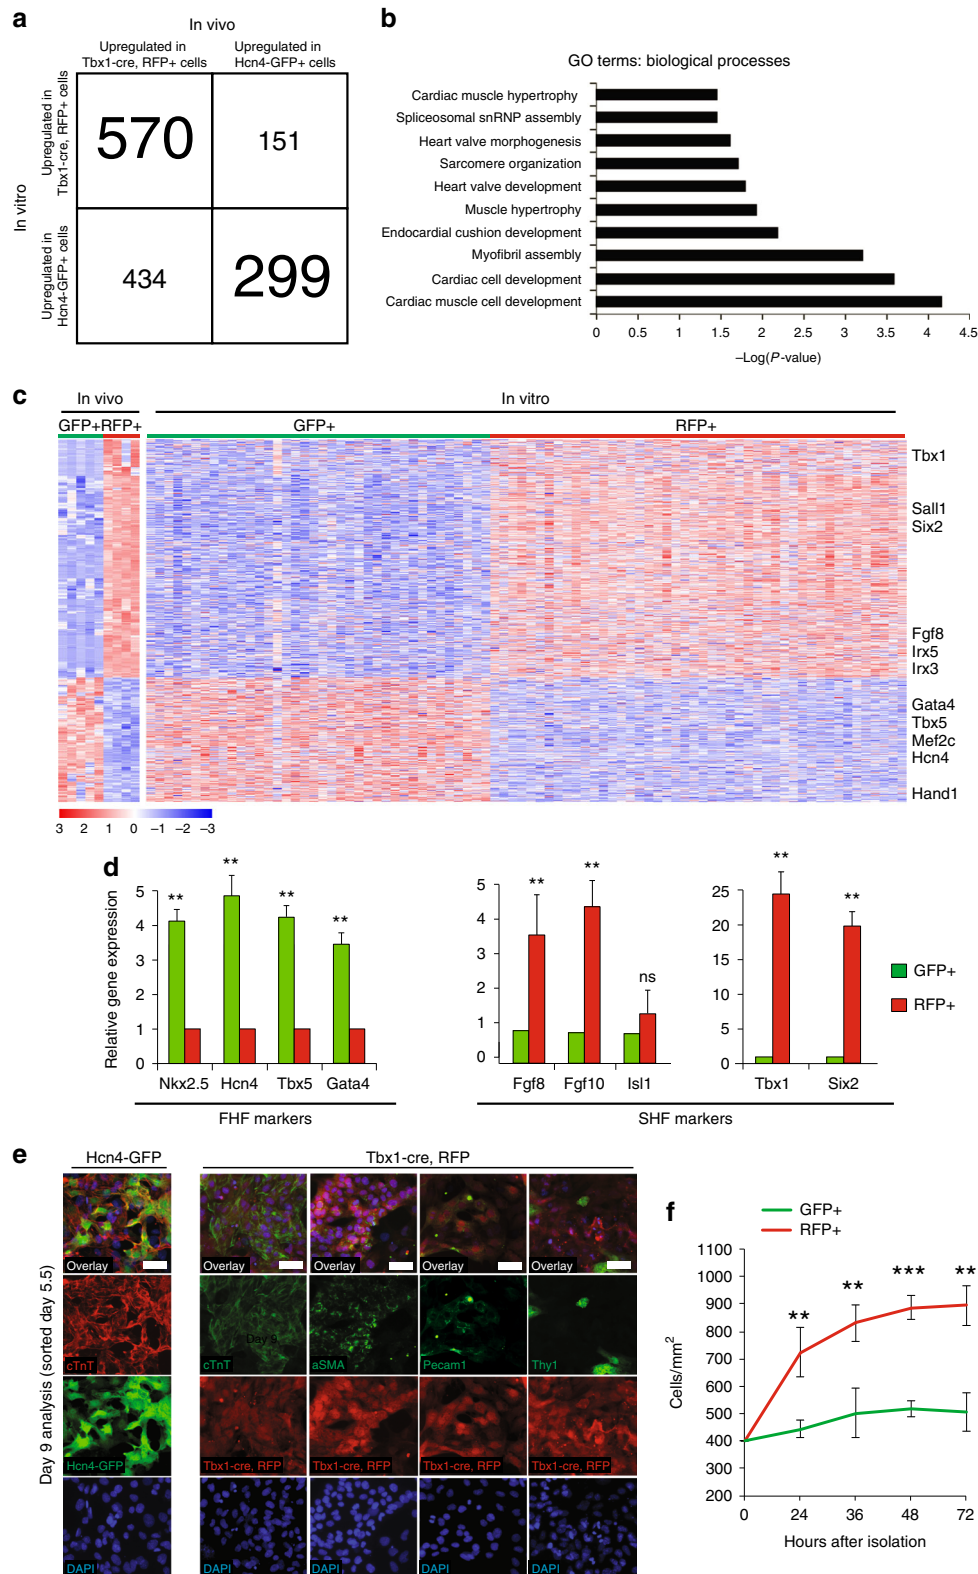 a
In vivo
Upregulated in
Tbx1-cre, RFP+ cells
Upregulated in
Hcn4-GFP+ cells
In vitro
Upregulated in
Tbx1-cre, RFP+ cells
570
151
Upregulated in
Hcn4-GFP+ cells
434
299
b
GO terms: biological processes
Cardiac muscle hypertrophy
Spliceosomal snRNP assembly
Heart valve morphogenesis
Sarcomere organization
Heart valve development
Muscle hypertrophy
Endocardial cushion development
Myofibril assembly
Cardiac cell development
Cardiac muscle cell development
0 0.5 1 1.5 2 2.5 3 3.5 4 4.5
–Log(P-value)
c
In vivo
In vitro
GFP+ RFP+
GFP+
RFP+
Tbx1
Sall1
Six2
Fgf8
Irx5
Irx3
Gata4
Tbx5
Mef2c
Hcn4
Hand1
3 2 1 0 –1 –2 –3
d
Relative gene expression
5
4
3
2
1
0
** ** ** **
Nkx2.5 Hcn4 Tbx5 Gata4
FHF markers
5
4
3
2
1
0
** ** ns
Fgf8 Fgf10 Isl1
25
20
15
10
5
0
** **
Tbx1 Six2
SHF markers
GFP+
RFP+
e
Hcn4-GFP
Tbx1-cre, RFP
Day 9 analysis (sorted day 5.5)
Overlay Overlay Overlay Overlay Overlay
Day 9
cTnT cTnT aSMA Pecam1 Thy1
Hcn4-GFP Tbx1-cre, RFP Tbx1-cre, RFP Tbx1-cre, RFP Tbx1-cre, RFP
DAPI DAPI DAPI DAPI DAPI
f
GFP+
RFP+
Cells/mm²
1100
1000
900
800
700
600
500
400
300
200
** ** *** **
0 24 36 48 72
Hours after isolation